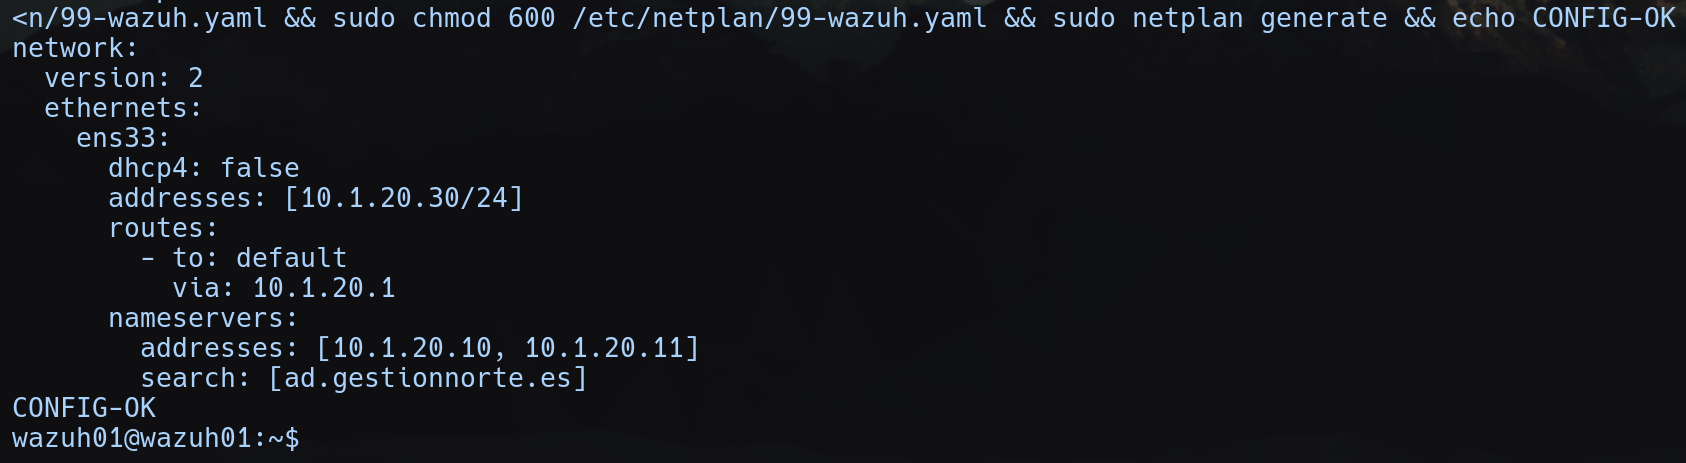 <n/99-wazuh.yaml && sudo chmod 600 /etc/netplan/99-wazuh.yaml && sudo netplan generate && echo CONFIG-OK
network:
  version: 2
  ethernets:
    ens33:
      dhcp4: false
      addresses: [10.1.20.30/24]
      routes:
        - to: default
          via: 10.1.20.1
      nameservers:
        addresses: [10.1.20.10, 10.1.20.11]
        search: [ad.gestionnorte.es]
CONFIG-OK
wazuh01@wazuh01:~$